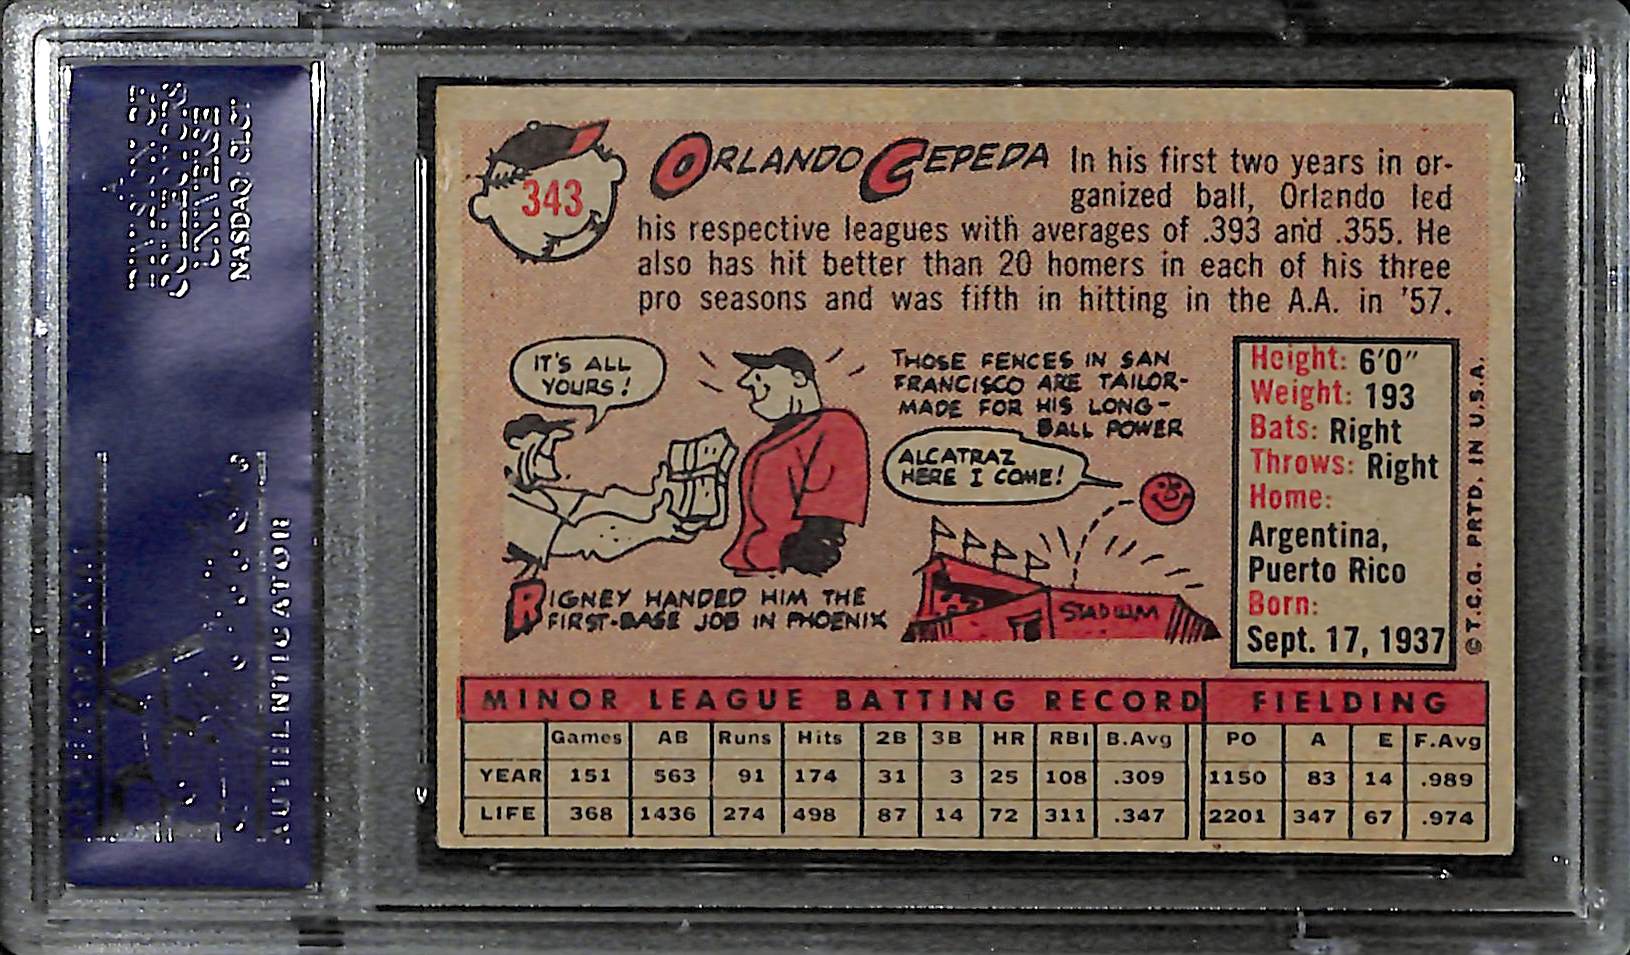 343
ORLANDO CEPEDA In his first two years in or-
ganized ball, Orlando led
his respective leagues with averages of .393 and .355. He
also has hit better than 20 homers in each of his three
pro seasons and was fifth in hitting in the A.A. in '57.
IT'S ALL
YOURS!
RIGNEY HANDED HIM THE
FIRST-BASE JOB IN PHOENIX
THOSE FENCES IN SAN
FRANCISCO ARE TAILOR-
MADE FOR HIS LONG-
BALL POWER
ALCATRAZ
HERE I COME!
STADIUM
Height: 6'0"
Weight: 193
Bats: Right
Throws: Right
Home:
Argentina,
Puerto Rico
Born:
Sept. 17, 1937
© T.C.G. PRTD. IN U.S.A.
MINOR LEAGUE BATTING RECORD FIELDING
Games AB Runs Hits 2B 3B HR RBI B.Avg PO A E F.Avg
YEAR 151 563 91 174 31 3 25 108 .309 1150 83 14 .989
LIFE 368 1436 274 498 87 14 72 311 .347 2201 347 67 .974
NASDAQ: CLCT
AUTHENTICATOR